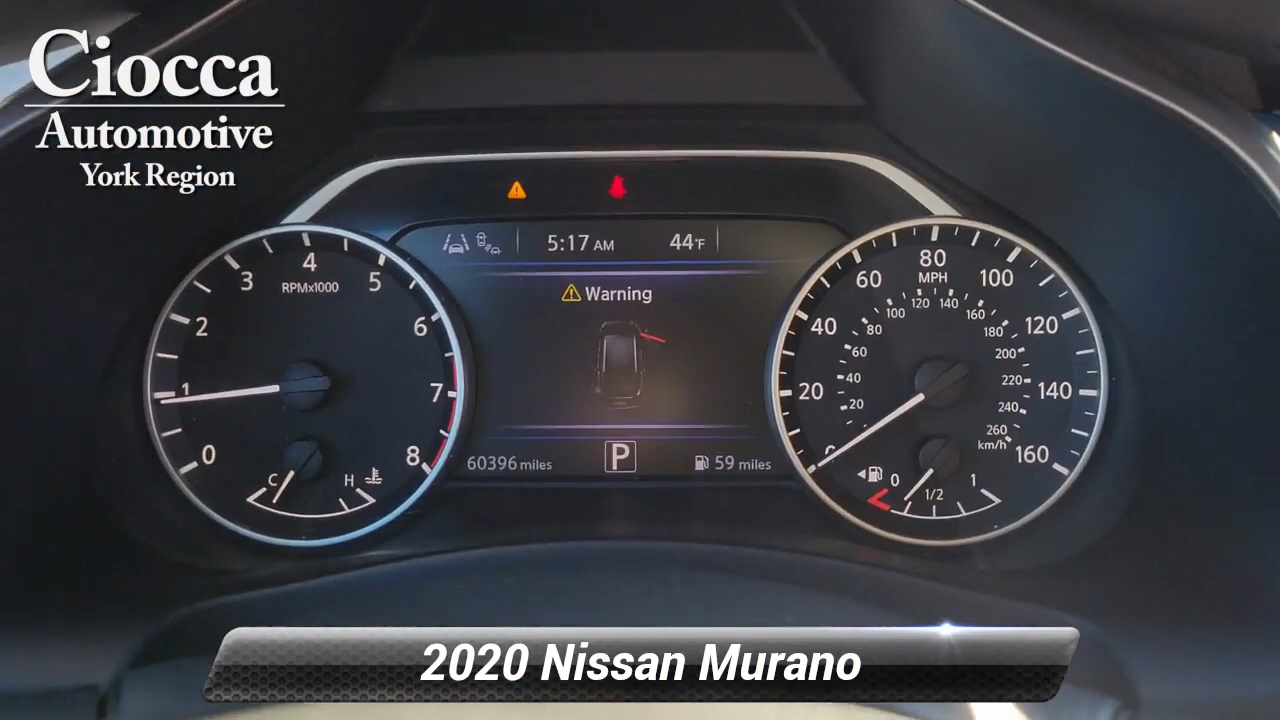 Ciocca
Automotive
York Region
5:17 AM 44°F
Warning
0 1 2 3 4 5 6 7 8
RPMx1000
C H
60396 miles P 59 miles
0 20 40 60 80 100 120 140 160
MPH
20 40 60 80 100 120 140 160 180 200 220 240 260
km/h
0 1/2 1
2020 Nissan Murano